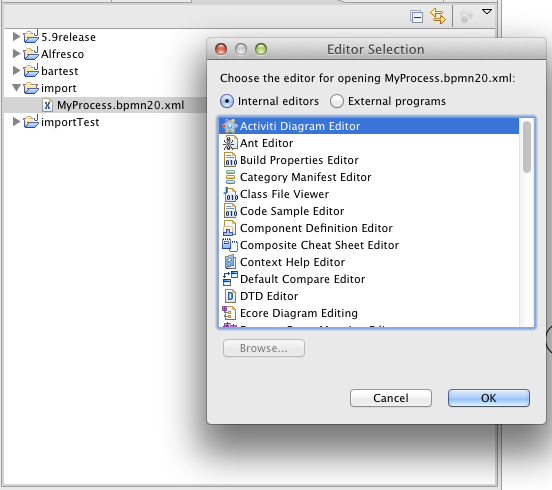 5.9release
Alfresco
bartest
import
MyProcess.bpmn20.xml
importTest
Editor Selection
Choose the editor for opening MyProcess.bpmn20.xml:
Internal editors
External programs
Activiti Diagram Editor
Ant Editor
Build Properties Editor
Category Manifest Editor
Class File Viewer
Code Sample Editor
Component Definition Editor
Composite Cheat Sheet Editor
Context Help Editor
Default Compare Editor
DTD Editor
Ecore Diagram Editing
Browse...
Cancel
OK